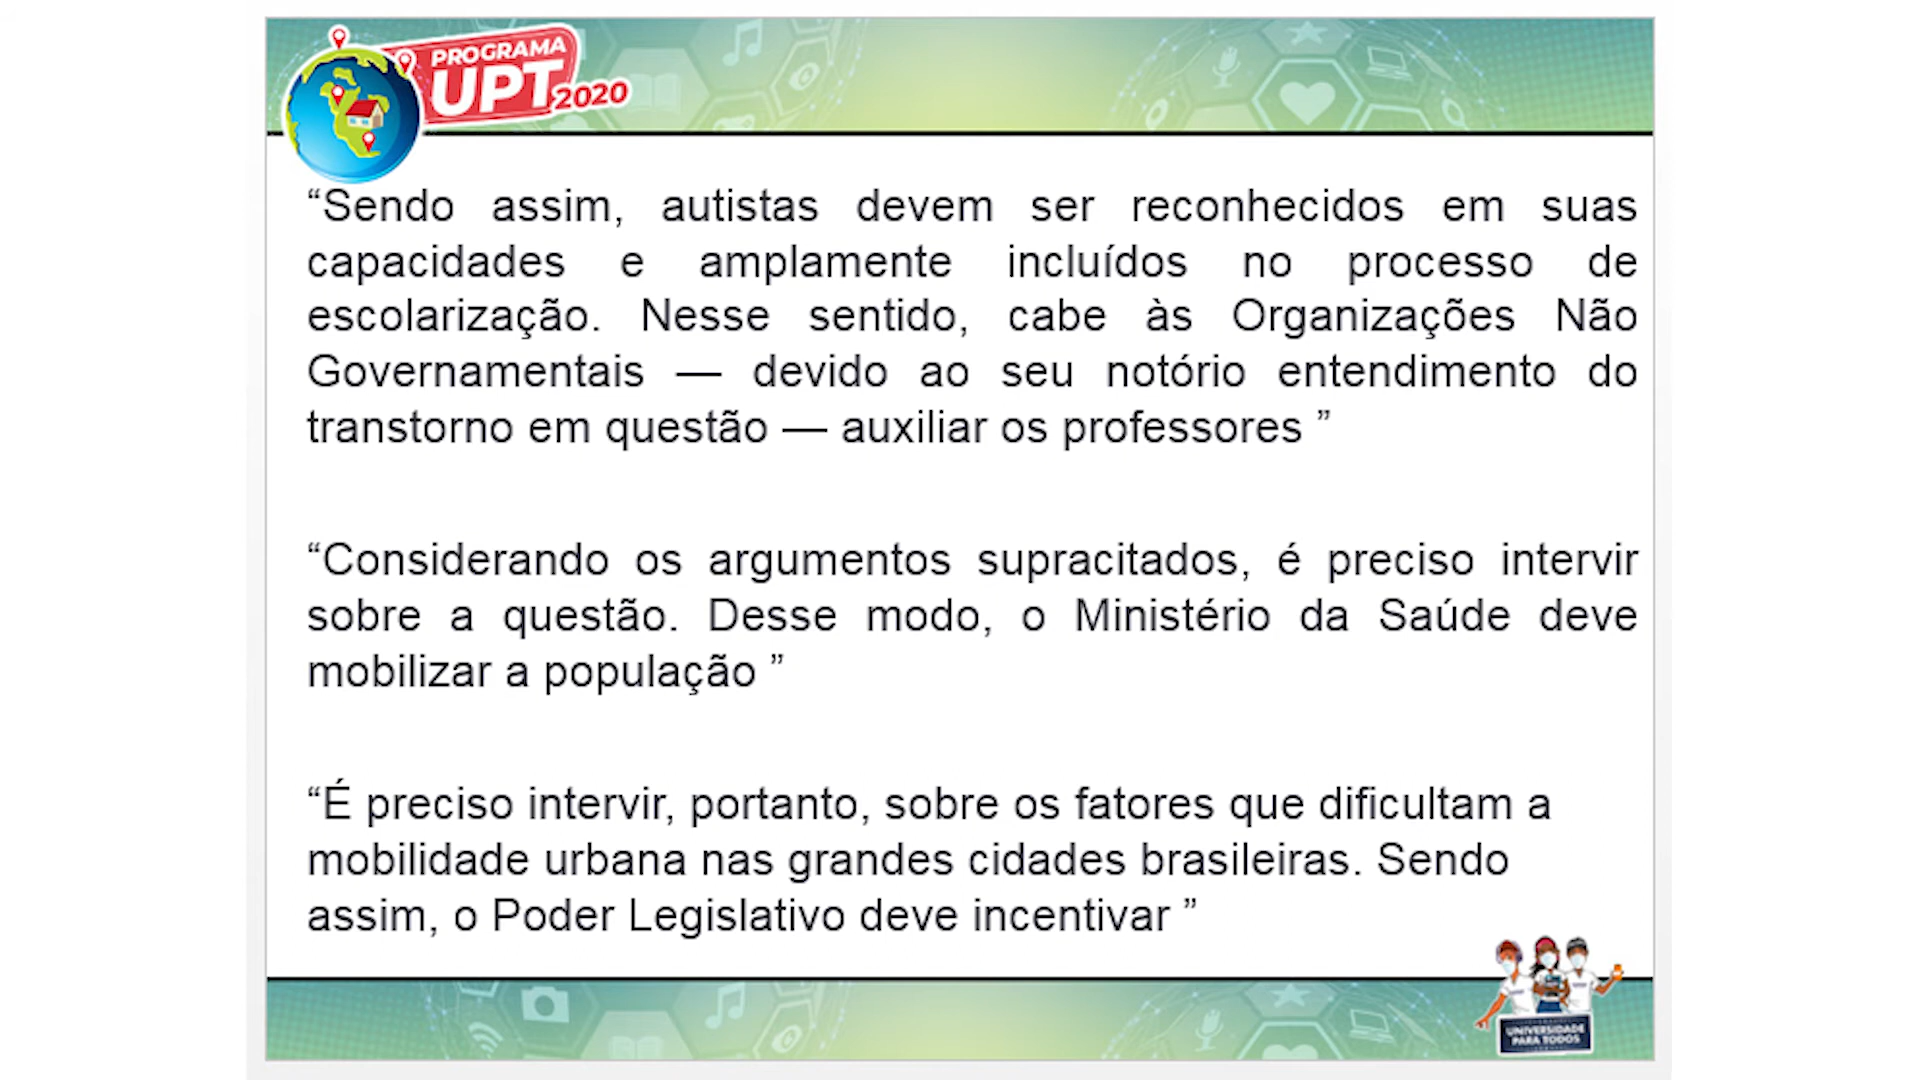 PROGRAMA
UPT 2020
“Sendo assim, autistas devem ser reconhecidos em suas
capacidades e amplamente incluídos no processo de
escolarização. Nesse sentido, cabe às Organizações Não
Governamentais — devido ao seu notório entendimento do
transtorno em questão — auxiliar os professores ”
“Considerando os argumentos supracitados, é preciso intervir
sobre a questão. Desse modo, o Ministério da Saúde deve
mobilizar a população ”
“É preciso intervir, portanto, sobre os fatores que dificultam a
mobilidade urbana nas grandes cidades brasileiras. Sendo
assim, o Poder Legislativo deve incentivar ”
UNIVERSIDADE
PARA TODOS